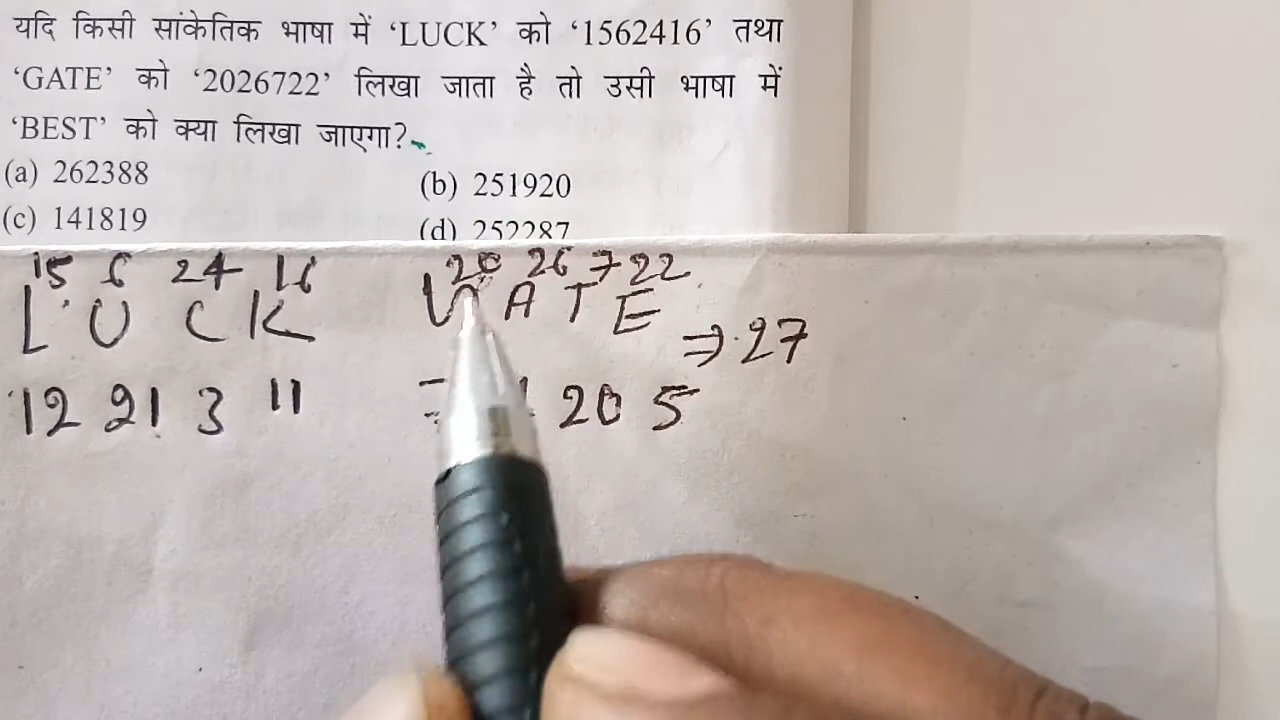 यदि किसी सांकेतिक भाषा में ‘LUCK’ को ‘1562416’ तथा
‘GATE’ को ‘2026722’ लिखा जाता है तो उसी भाषा में
‘BEST’ को क्या लिखा जाएगा?
(a) 262388 (b) 251920
(c) 141819 (d) 252287
15 6 24 16 20 26 7 22
L U C K G A T E
⇒ 27
12 21 3 11 20 5